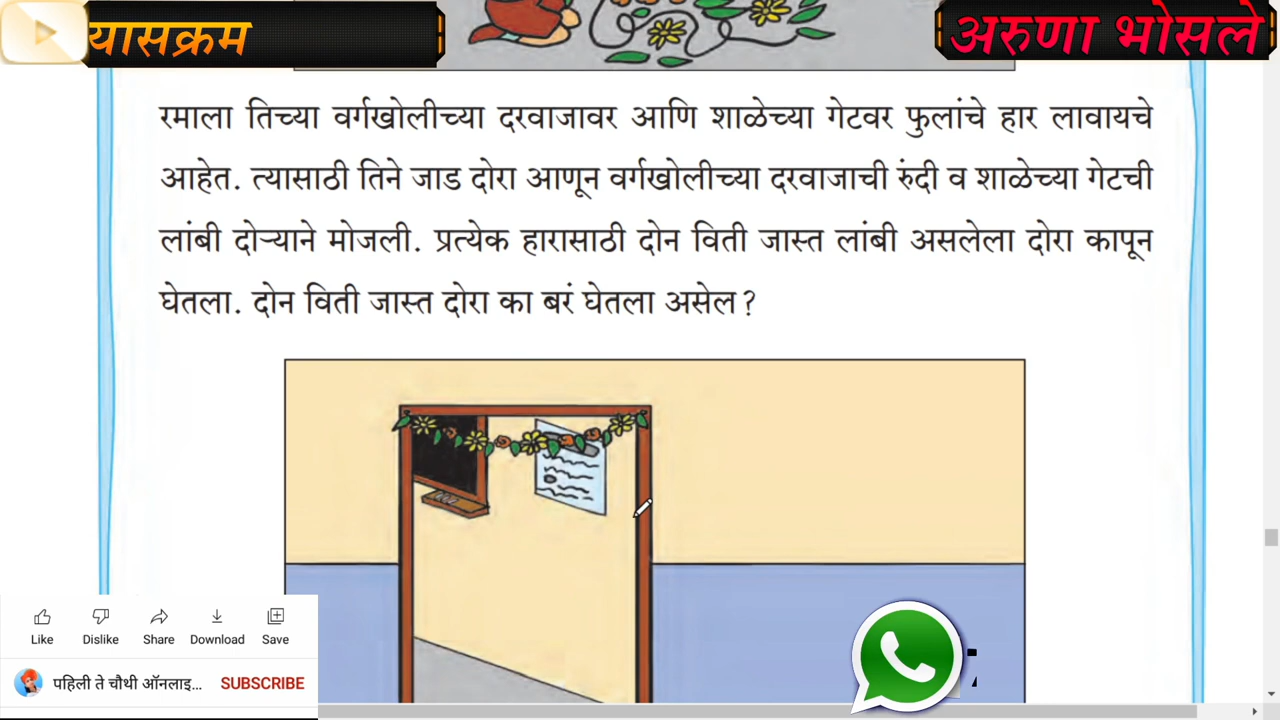 यासक्रम
अरुणा भोसले
रमाला तिच्या वर्गखोलीच्या दरवाजावर आणि शाळेच्या गेटवर फुलांचे हार लावायचे
आहेत. त्यासाठी तिने जाड दोरा आणून वर्गखोलीच्या दरवाजाची रुंदी व शाळेच्या गेटची
लांबी दोऱ्याने मोजली. प्रत्येक हारासाठी दोन विती जास्त लांबी असलेला दोरा कापून
घेतला. दोन विती जास्त दोरा का बरं घेतला असेल?
Like Dislike Share Download Save
पहिली ते चौथी ऑनलाइ... SUBSCRIBE